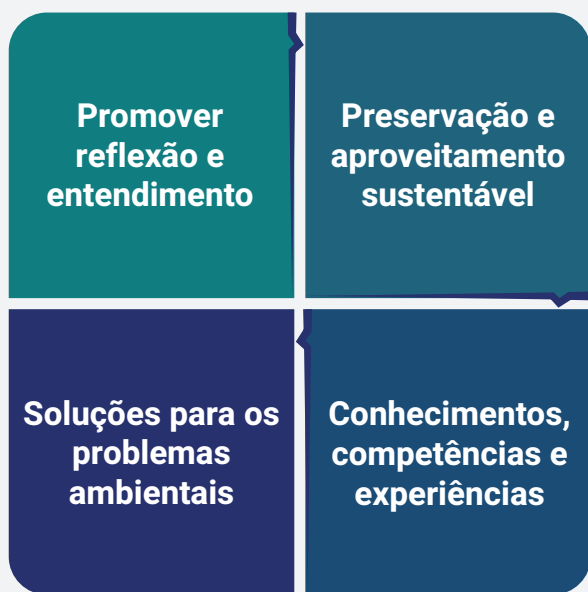 Promover
reflexão e
entendimento
Preservação e
aproveitamento
sustentável
Soluções para os
problemas
ambientais
Conhecimentos,
competências e
experiências